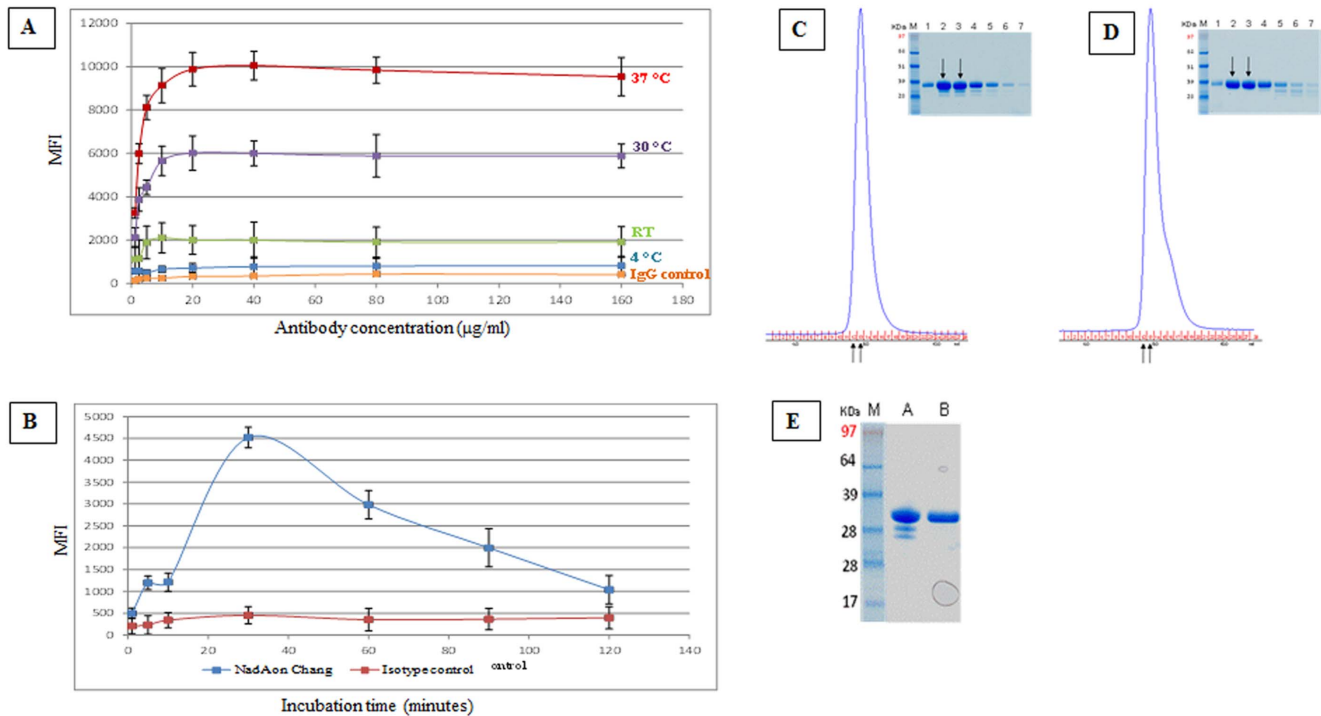 A
12000
10000
8000
6000
4000
2000
0
MFI
37 °C
30 °C
RT
4 °C
IgG control
0 20 40 60 80 100 120 140 160 180
Antibody concentration (µg/ml)
B
5000
4500
4000
3500
3000
2500
2000
1500
1000
500
0
MFI
0 20 40 60 80 100 120 140
NadAon Chang
Isotype control
ontrol
Incubation time (minutes)
C
KDa M 1 2 3 4 5 6 7
D
KDa M 1 2 3 4 5 6 7
E
KDa M A B
97
64
39
28
28
17